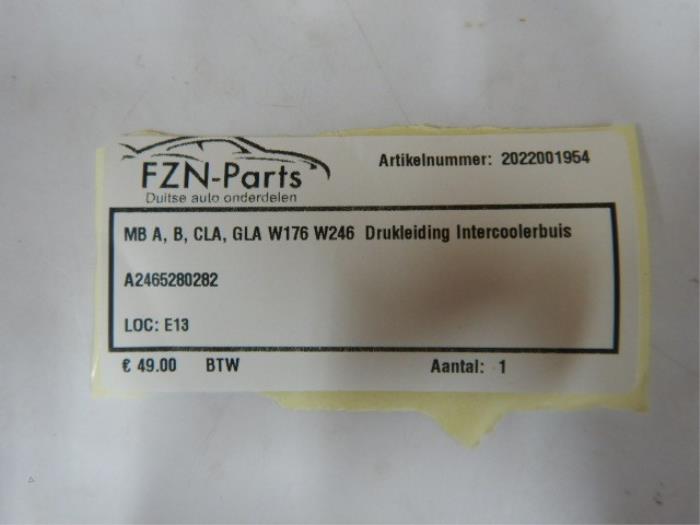 FZN-Parts
Duitse auto onderdelen
Artikelnummer: 2022001954
MB A, B, CLA, GLA W176 W246 Drukleiding Intercoolerbuis
A2465280282
LOC: E13
€ 49.00 BTW Aantal: 1